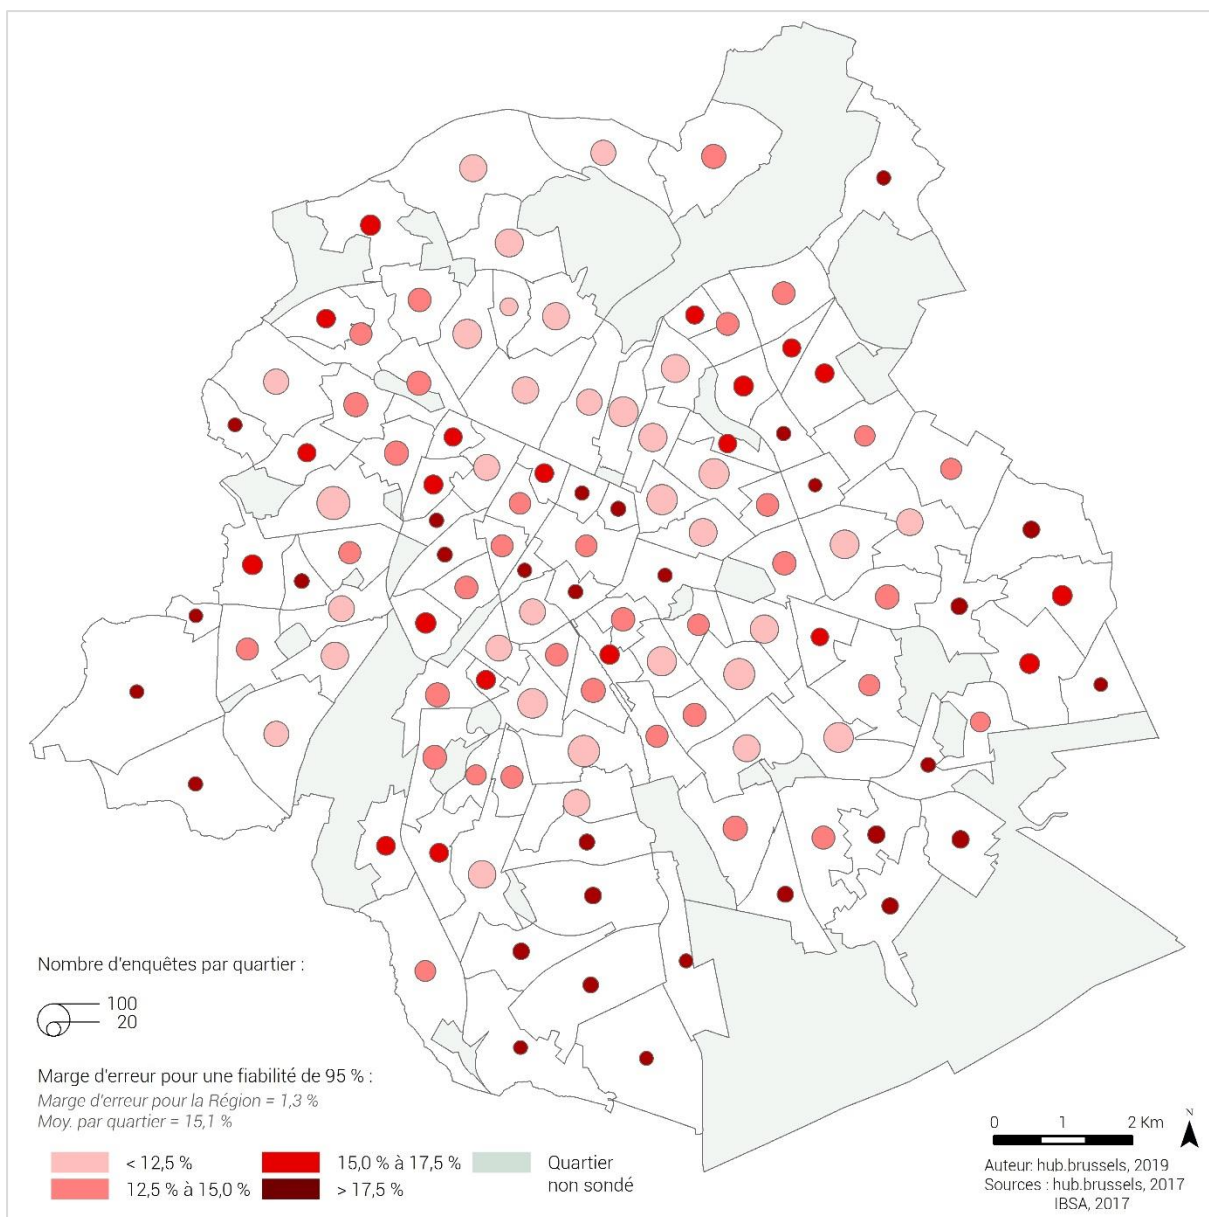 Nombre d'enquêtes par quartier :
100
20
Marge d'erreur pour une fiabilité de 95 % :
Marge d'erreur pour la Région = 1,3 %
Moy. par quartier = 15,1 %
< 12,5 %
15,0 % à 17,5 %
Quartier
non sondé
12,5 % à 15,0 %
> 17,5 %
N
0 1 2 Km
Auteur: hub.brussels, 2019
Sources : hub.brussels, 2017
IBSA, 2017